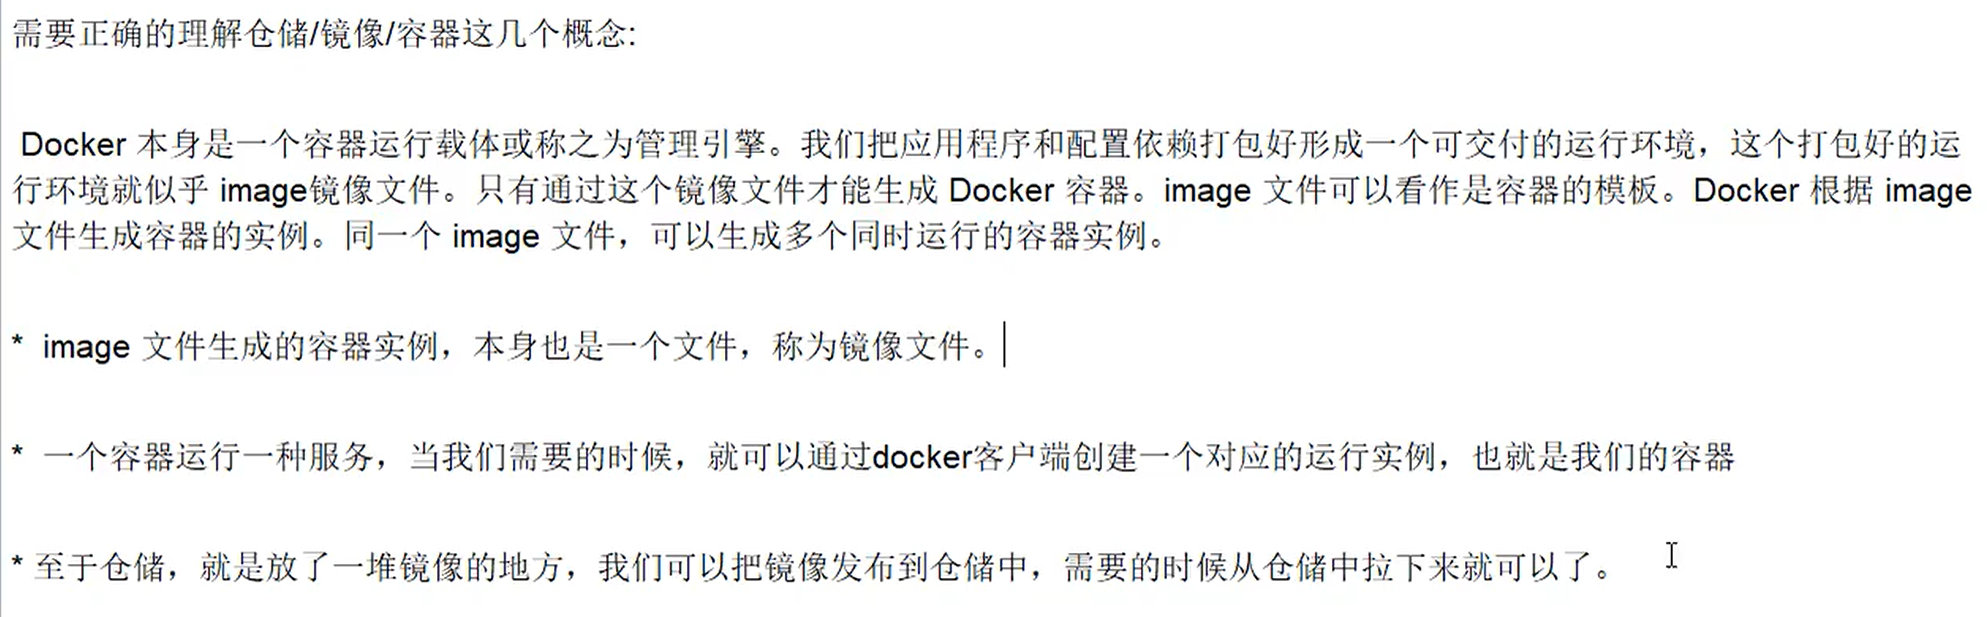 需要正确的理解仓储/镜像/容器这几个概念:
Docker 本身是一个容器运行载体或称之为管理引擎。我们把应用程序和配置依赖打包好形成一个可交付的运行环境，这个打包好的运
行环境就似乎 image镜像文件。只有通过这个镜像文件才能生成 Docker 容器。image 文件可以看作是容器的模板。Docker 根据 image
文件生成容器的实例。同一个 image 文件，可以生成多个同时运行的容器实例。
* image 文件生成的容器实例，本身也是一个文件，称为镜像文件。
* 一个容器运行一种服务，当我们需要的时候，就可以通过docker客户端创建一个对应的运行实例，也就是我们的容器
* 至于仓储，就是放了一堆镜像的地方，我们可以把镜像发布到仓储中，需要的时候从仓储中拉下来就可以了。